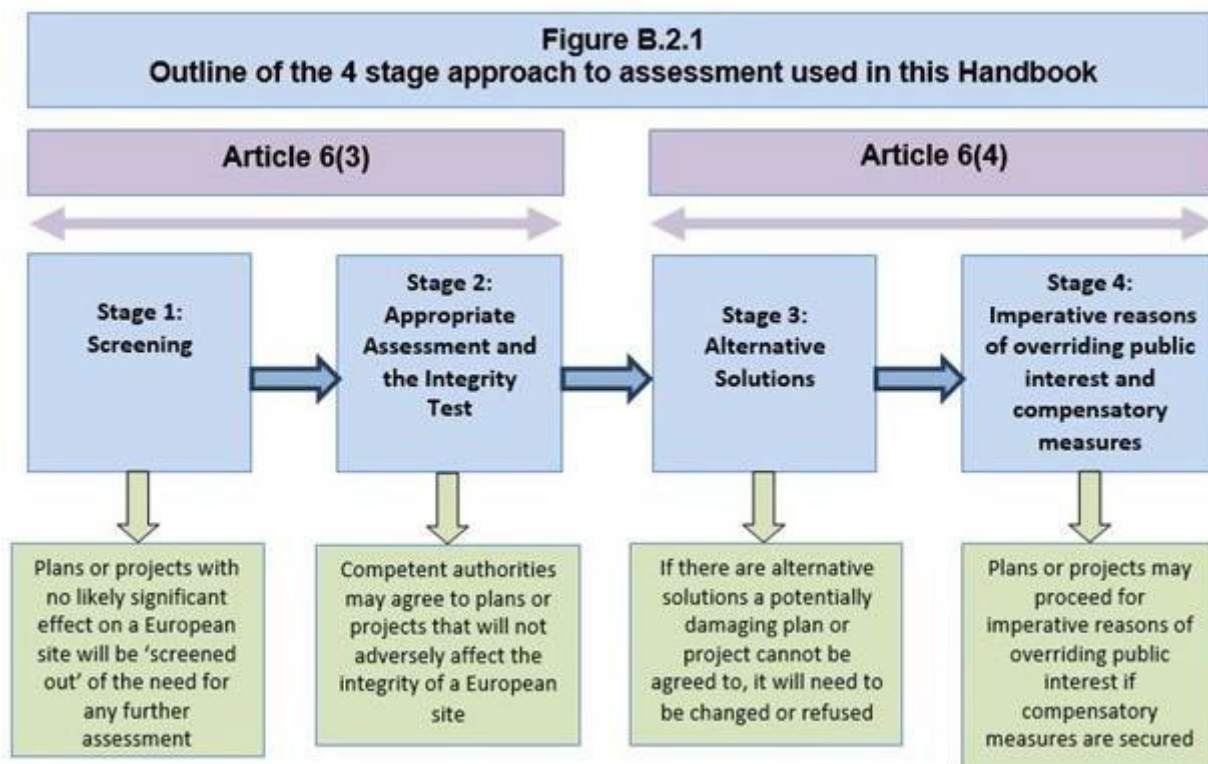 Figure B.2.1
Outline of the 4 stage approach to assessment used in this Handbook
Article 6(3)
Article 6(4)
Stage 1:
Screening
Stage 2:
Appropriate
Assessment and
the Integrity
Test
Stage 3:
Alternative
Solutions
Stage 4:
Imperative reasons
of overriding public
interest and
compensatory
measures
Plans or projects with
no likely significant
effect on a European
site will be ‘screened
out’ of the need for
any further
assessment
Competent authorities
may agree to plans or
projects that will not
adversely affect the
integrity of a European
site
If there are alternative
solutions a potentially
damaging plan or
project cannot be
agreed to, it will need to
be changed or refused
Plans or projects may
proceed for
imperative reasons of
overriding public
interest if
compensatory
measures are secured